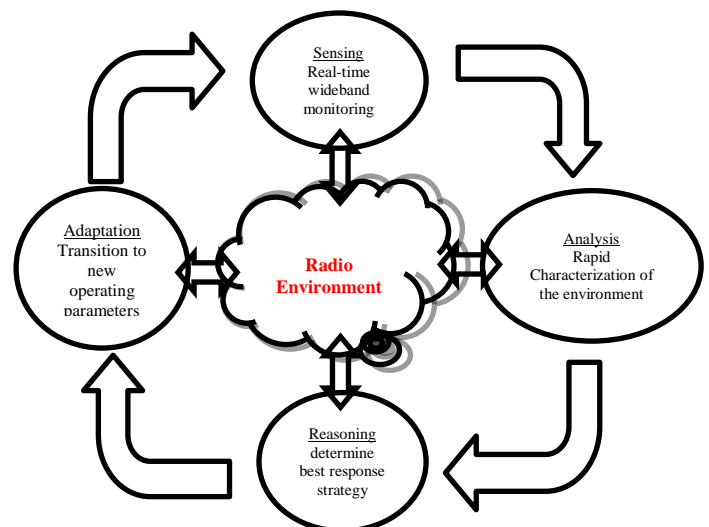 Sensing
Real-time
wideband
monitoring
Adaptation
Transition to
new
operating
parameters
Radio
Environment
Analysis
Rapid
Characterization of
the environment
Reasoning
determine
best response
strategy